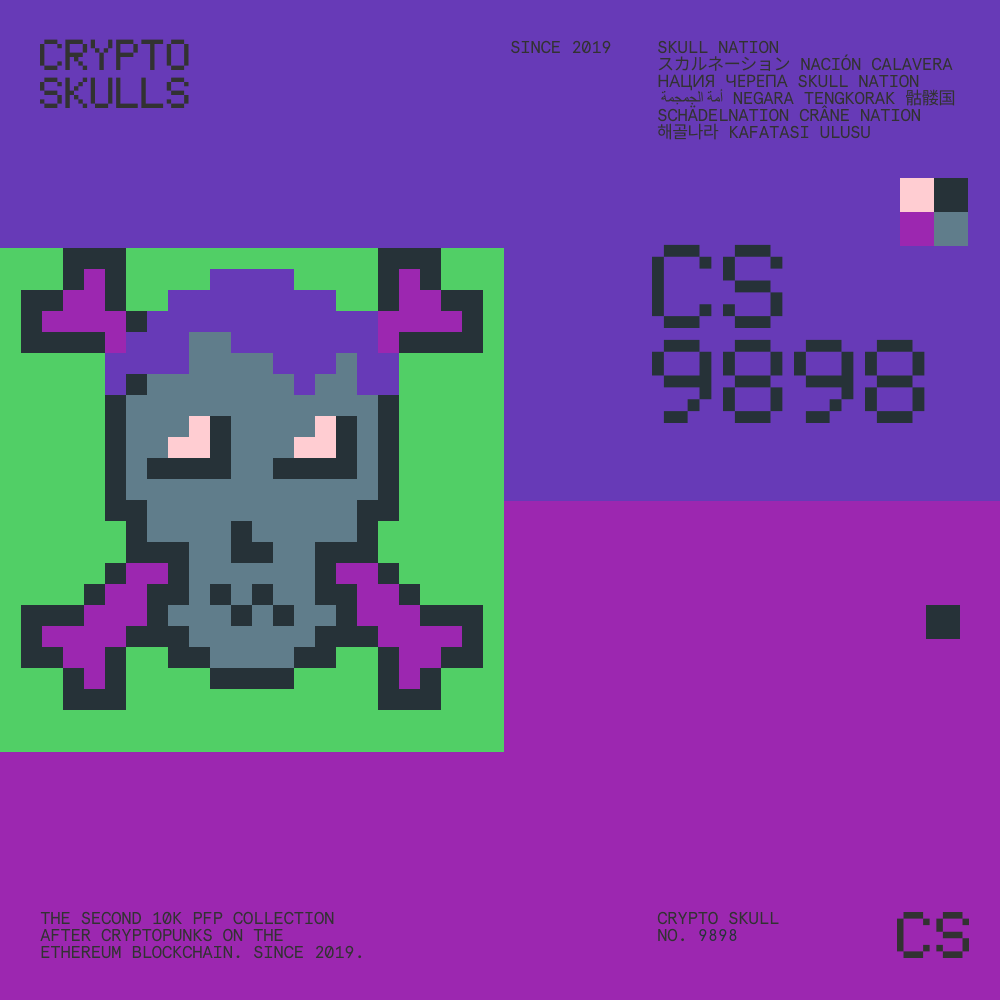 CRYPTO
SKULLS
SINCE 2019
SKULL NATION
スカルネーション NACIÓN CALAVERA
НАЦИЯ ЧЕРЕПА SKULL NATION
أمة الجمجمة NEGARA TENGKORAK 骷髅国
SCHÄDELNATION CRÂNE NATION
해골나라 KAFATASI ULUSU
CS
9898
THE SECOND 10K PFP COLLECTION
AFTER CRYPTOPUNKS ON THE
ETHEREUM BLOCKCHAIN. SINCE 2019.
CRYPTO SKULL
NO. 9898
CS